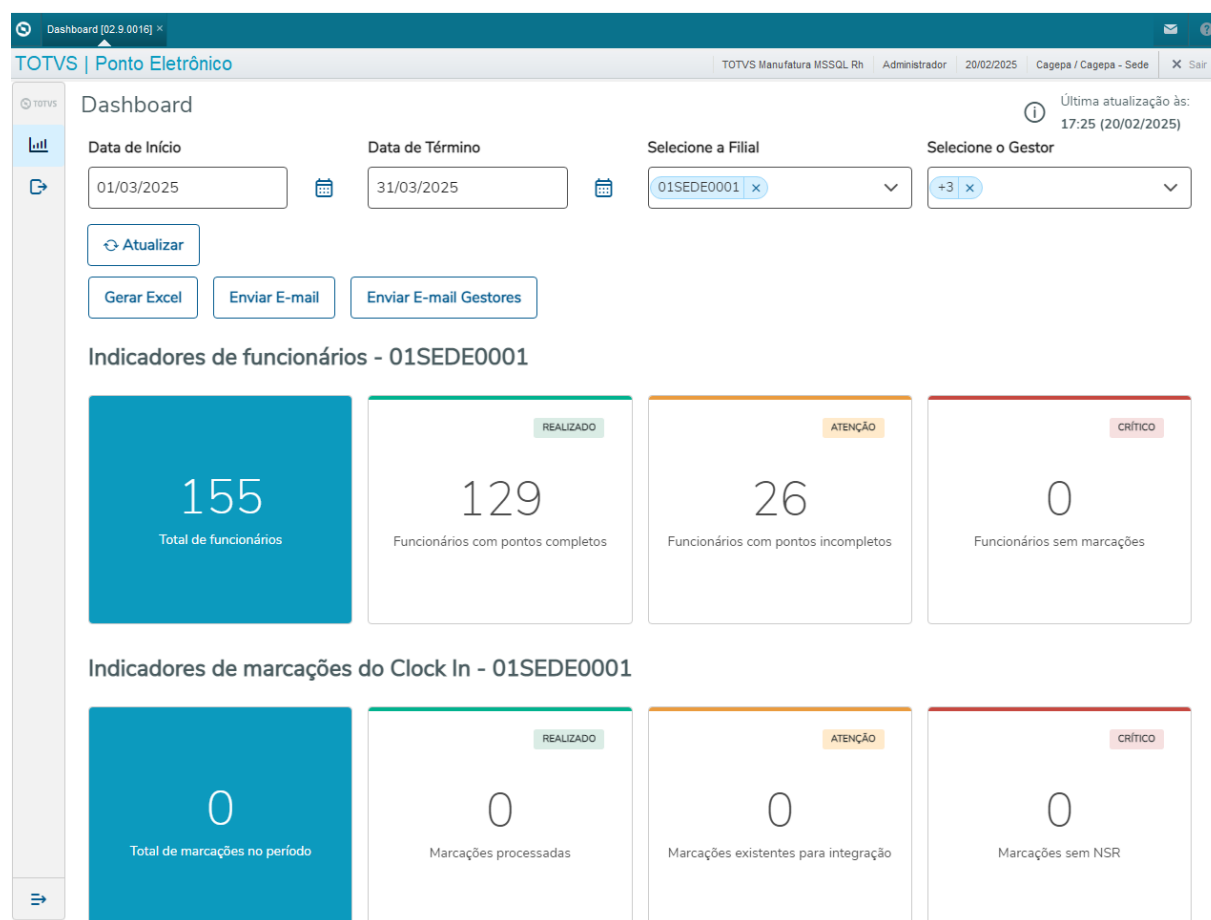 Dashboard [02.9.0016] ×
TOTVS | Ponto Eletrônico
TOTVS Manufatura MSSQL Rh Administrador 20/02/2025 Cagepa / Cagepa - Sede X Sair
TOTVS
Dashboard
Última atualização às:
17:25 (20/02/2025)
Data de Início Data de Término Selecione a Filial Selecione o Gestor
01/03/2025 31/03/2025 01SEDE0001 × +3 ×
Atualizar
Gerar Excel Enviar E-mail Enviar E-mail Gestores
Indicadores de funcionários - 01SEDE0001
REALIZADO ATENÇÃO CRÍTICO
155 129 26 0
Total de funcionários Funcionários com pontos completos Funcionários com pontos incompletos Funcionários sem marcações
Indicadores de marcações do Clock In - 01SEDE0001
REALIZADO ATENÇÃO CRÍTICO
0 0 0 0
Total de marcações no período Marcações processadas Marcações existentes para integração Marcações sem NSR